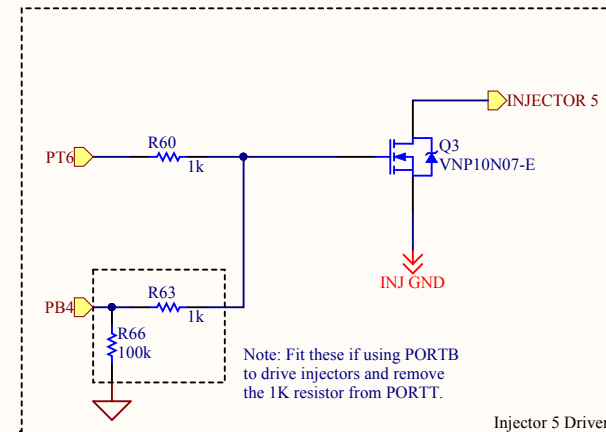 INJECTOR 5
R60
Q3
PT6
1k
VNP10N07-E
INJ GND
R63
PB4
1k
R66
100k
Note: Fit these if using PORTB
to drive injectors and remove
the 1K resistor from PORTT.
Injector 5 Driver